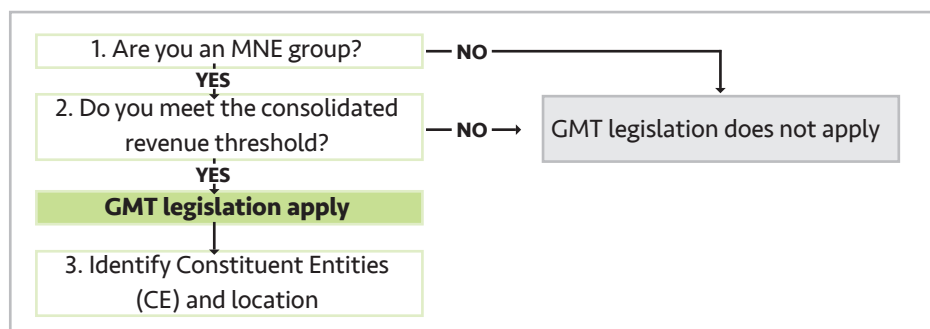 1. Are you an MNE group?
NO
YES
2. Do you meet the consolidated
revenue threshold?
NO
GMT legislation does not apply
YES
GMT legislation apply
3. Identify Constituent Entities
(CE) and location